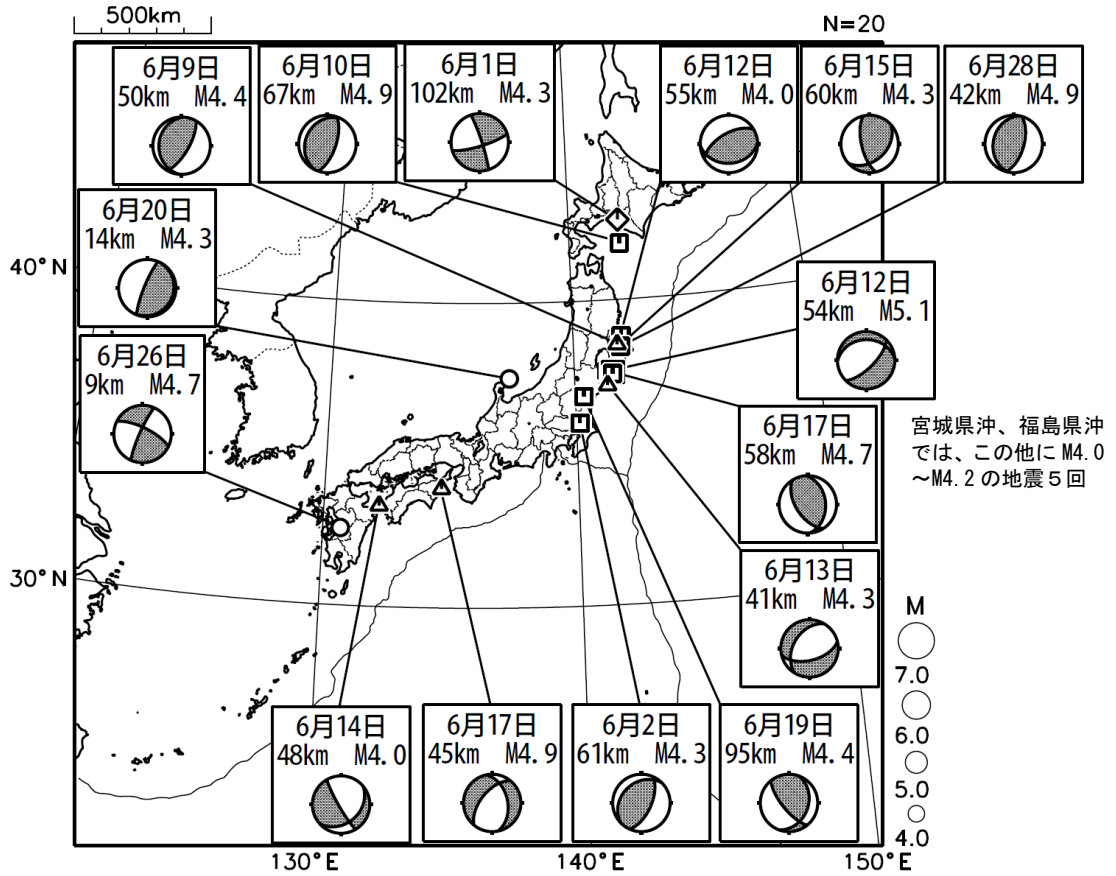 500km
N=20
6月9日
50km M4.4
6月10日
67km M4.9
6月1日
102km M4.3
6月12日
55km M4.0
6月15日
60km M4.3
6月28日
42km M4.9
6月20日
14km M4.3
40°N
6月12日
54km M5.1
6月26日
9km M4.7
6月17日
58km M4.7
宮城県沖、福島県沖
では、この他に M4.0
～M4.2 の地震５回
30°N
6月13日
41km M4.3
M
7.0
6.0
5.0
4.0
6月14日
48km M4.0
6月17日
45km M4.9
6月2日
61km M4.3
6月19日
95km M4.4
130°E
140°E
150°E